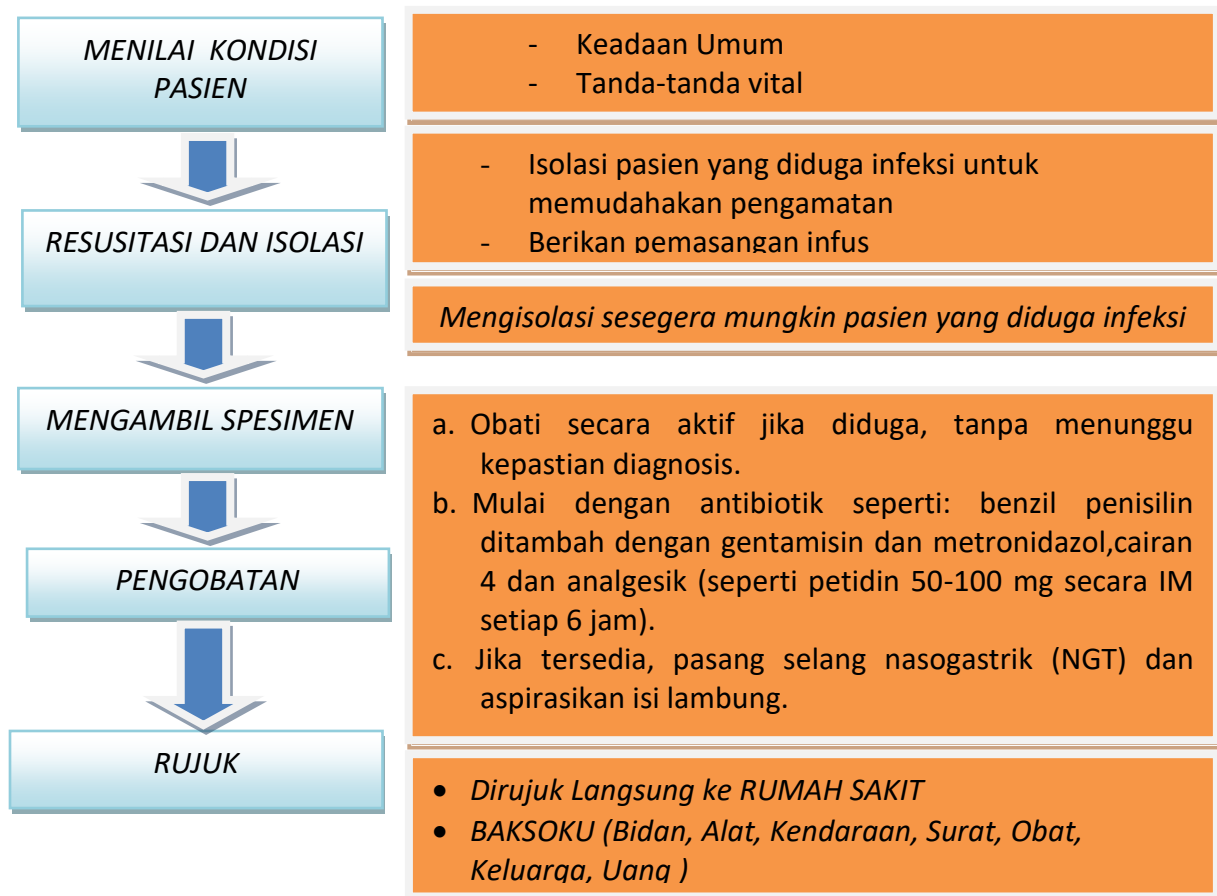 MENILAI KONDISI
PASIEN
- Keadaan Umum
- Tanda-tanda vital
RESUSITASI DAN ISOLASI
- Isolasi pasien yang diduga infeksi untuk
memudahakan pengamatan
- Berikan pemasangan infus
Mengisolasi sesegera mungkin pasien yang diduga infeksi
MENGAMBIL SPESIMEN
PENGOBATAN
a. Obati secara aktif jika diduga, tanpa menunggu
kepastian diagnosis.
b. Mulai dengan antibiotik seperti: benzil penisilin
ditambah dengan gentamisin dan metronidazol,cairan
4 dan analgesik (seperti petidin 50-100 mg secara IM
setiap 6 jam).
c. Jika tersedia, pasang selang nasogastrik (NGT) dan
aspirasikan isi lambung.
RUJUK
• Dirujuk Langsung ke RUMAH SAKIT
• BAKSOKU (Bidan, Alat, Kendaraan, Surat, Obat,
Keluarga, Uang )